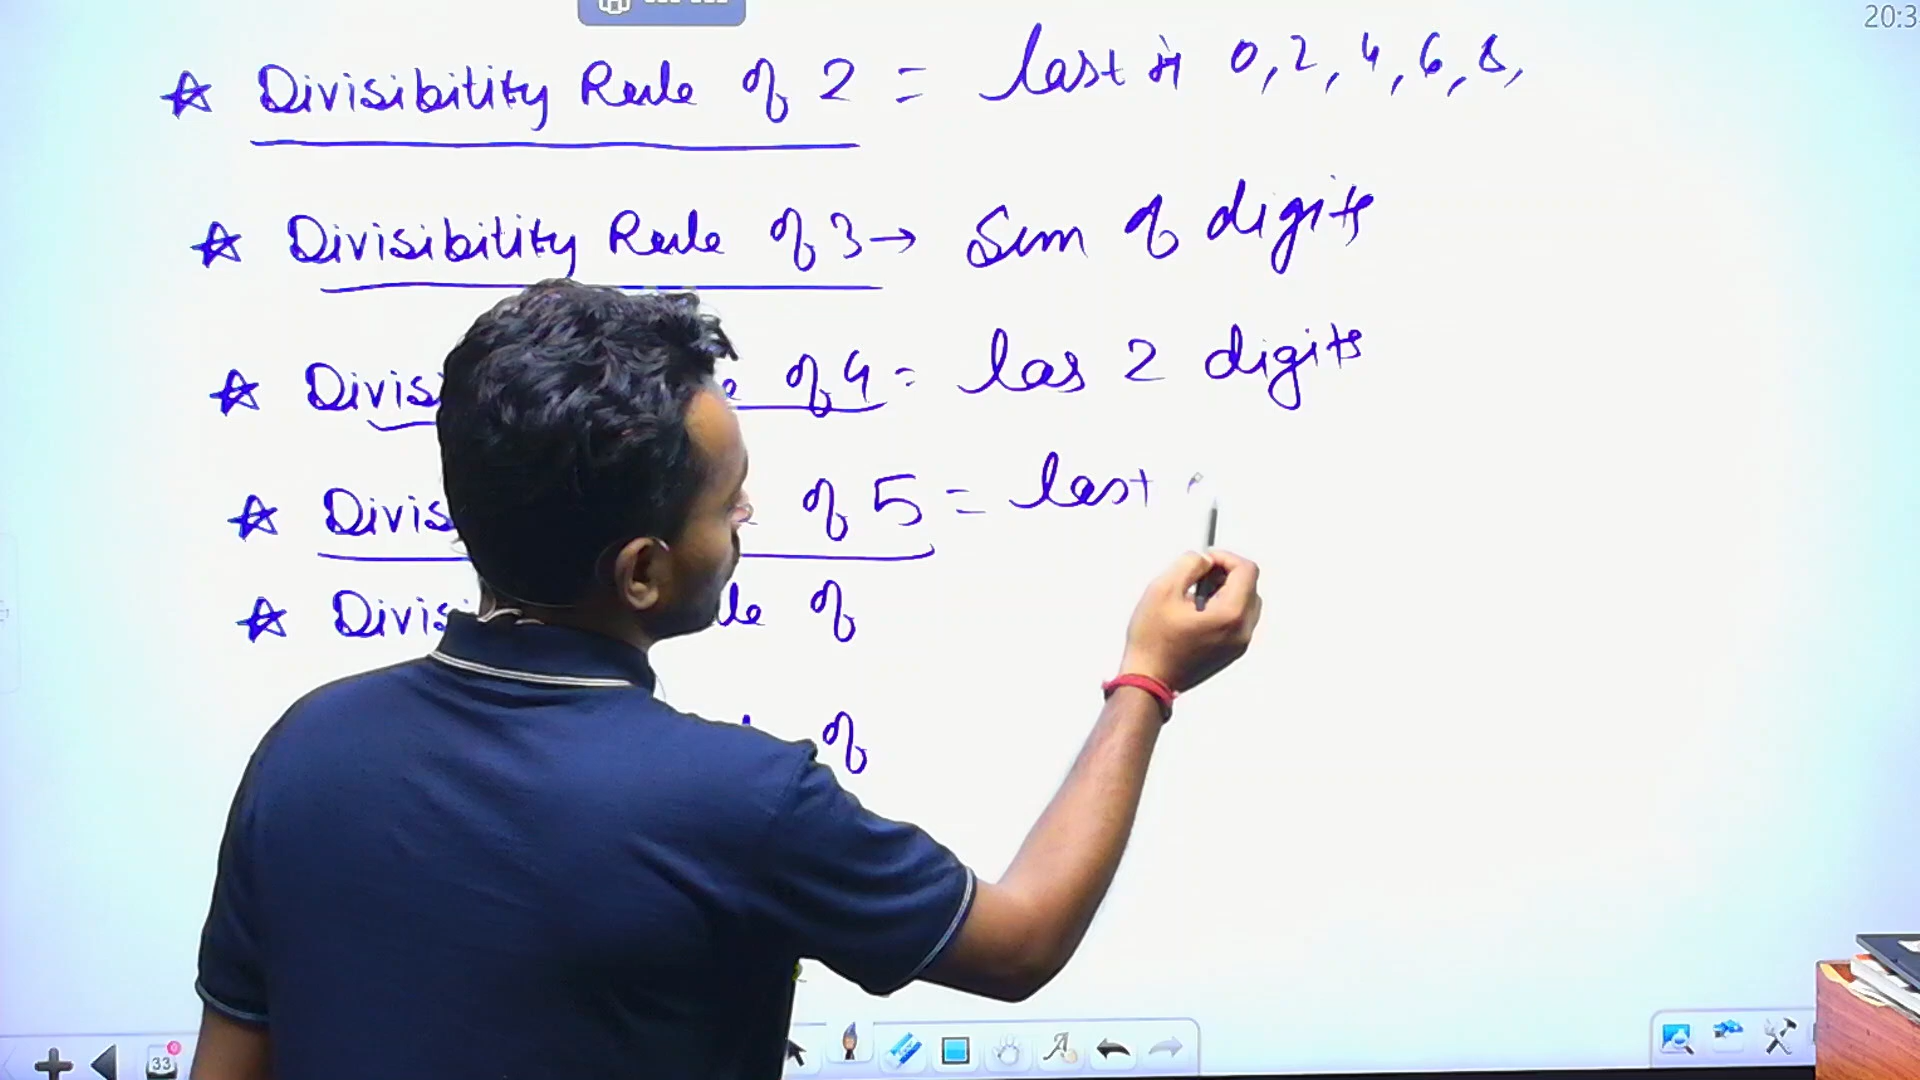 20:3
☆ Divisibility Rule of 2 = last 0, 2, 4, 6, 8,
☆ Divisibility Rule of 3 → Sum of digits
☆ Divis of 4 = las 2 digits
☆ Divis of 5 = last
☆ Divis le of
of
33